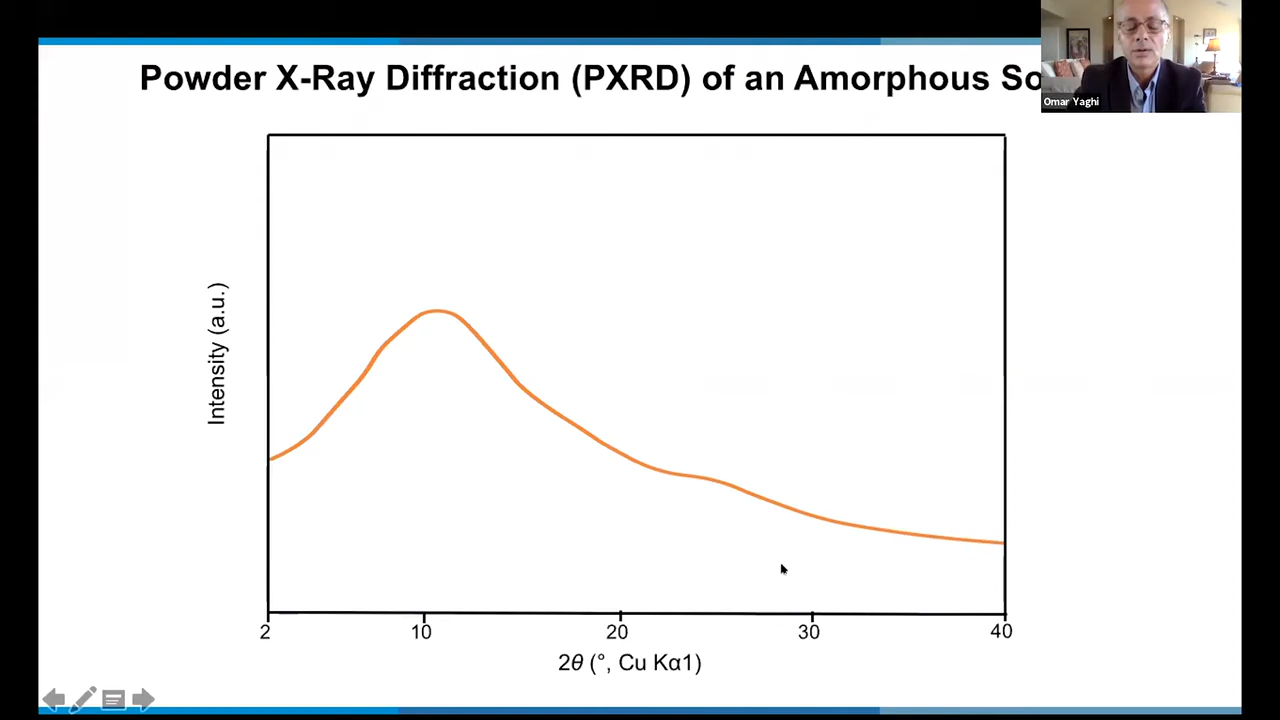 Powder X-Ray Diffraction (PXRD) of an Amorphous So
Omar Yaghi
Intensity (a.u.)
2 10 20 30 40
2θ (°, Cu Kα1)